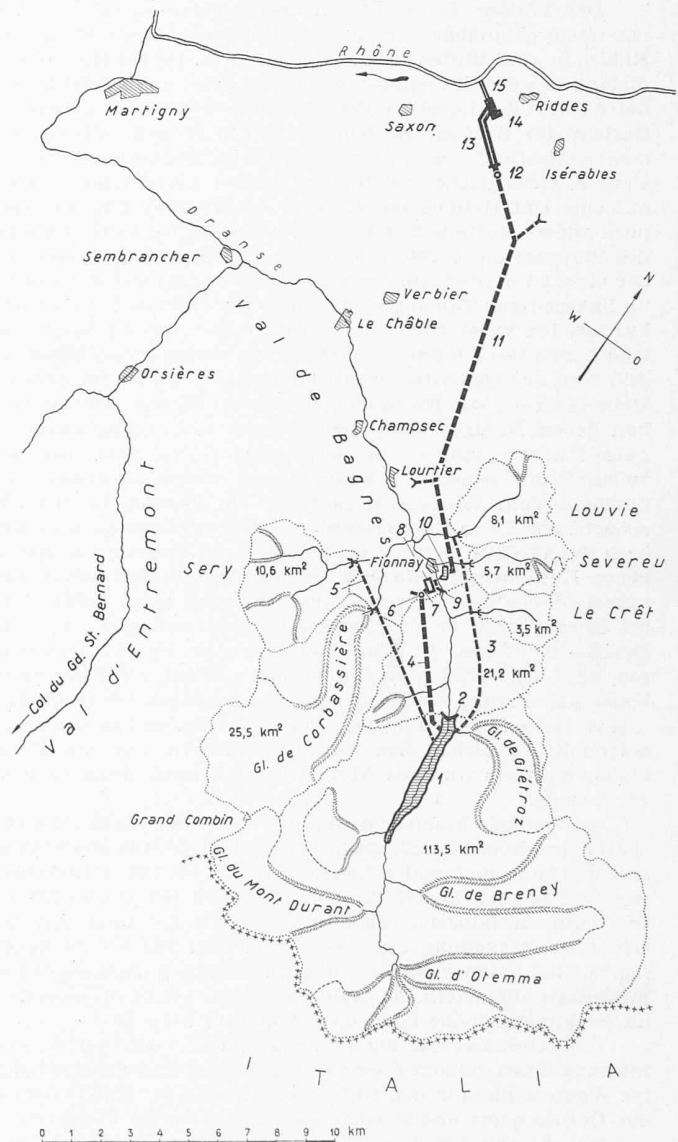 Rhône
Martigny
Saxon
15
14
Riddes
13
12
Isérables
Dranse
Sembrancher
Verbier
Le Châble
11
N
W
O
Orsières
Val de Bagnes
Champsec
Lourtier
Louvie
8,1 km²
8
10
Fionnay
Severeu
5,7 km²
Sery
10,6 km²
5
6
7
9
Le Crêt
3,5 km²
4
3
21,2 km²
Col du Gd. St. Bernard
Val d'Entremont
2
25,5 km²
Gl. de Corbassière
Gl. de Giétroz
1
Grand Combin
113,5 km²
Gl. du Mont Durant
Gl. de Breney
Gl. d'Otemma
ITALIA
0 1 2 3 4 5 6 7 8 9 10 km